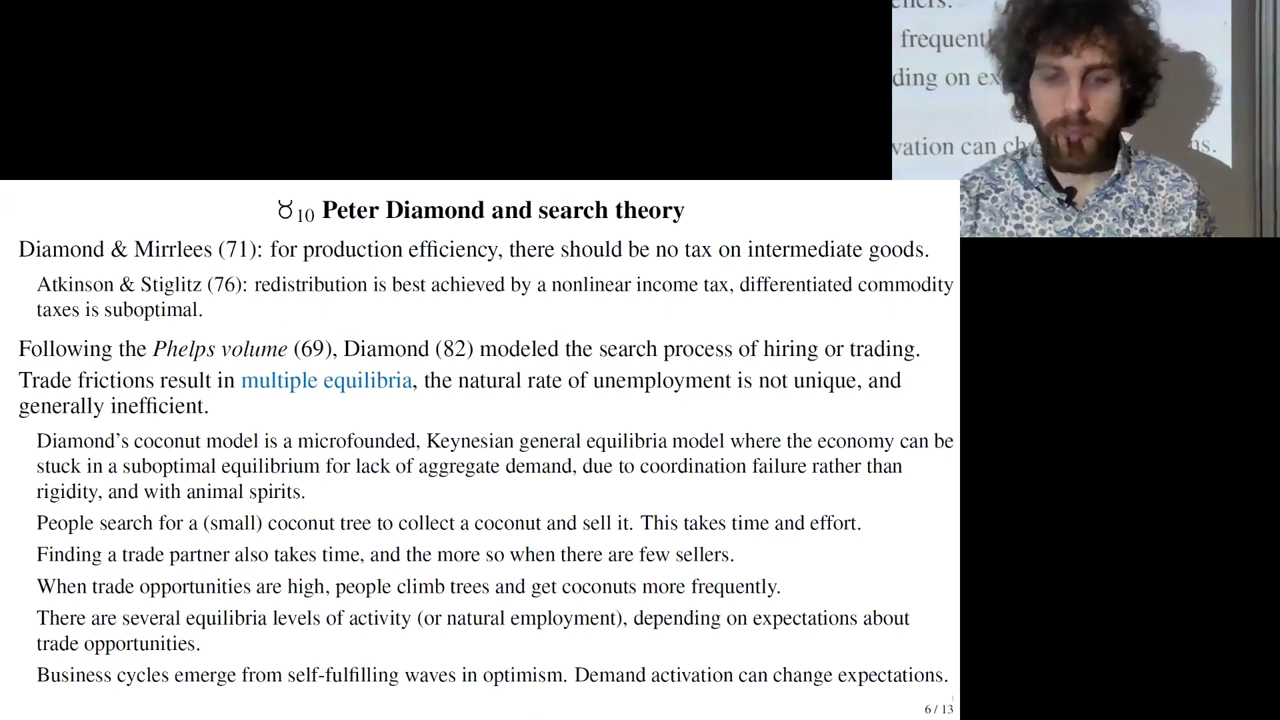 eners.
frequentl
ding on ex
vation can ch
ns.
♉10 Peter Diamond and search theory
Diamond & Mirrlees (71): for production efficiency, there should be no tax on intermediate goods.
Atkinson & Stiglitz (76): redistribution is best achieved by a nonlinear income tax, differentiated commodity
taxes is suboptimal.
Following the Phelps volume (69), Diamond (82) modeled the search process of hiring or trading.
Trade frictions result in multiple equilibria, the natural rate of unemployment is not unique, and
generally inefficient.
Diamond's coconut model is a microfounded, Keynesian general equilibria model where the economy can be
stuck in a suboptimal equilibrium for lack of aggregate demand, due to coordination failure rather than
rigidity, and with animal spirits.
People search for a (small) coconut tree to collect a coconut and sell it. This takes time and effort.
Finding a trade partner also takes time, and the more so when there are few sellers.
When trade opportunities are high, people climb trees and get coconuts more frequently.
There are several equilibria levels of activity (or natural employment), depending on expectations about
trade opportunities.
Business cycles emerge from self-fulfilling waves in optimism. Demand activation can change expectations.
6 / 13